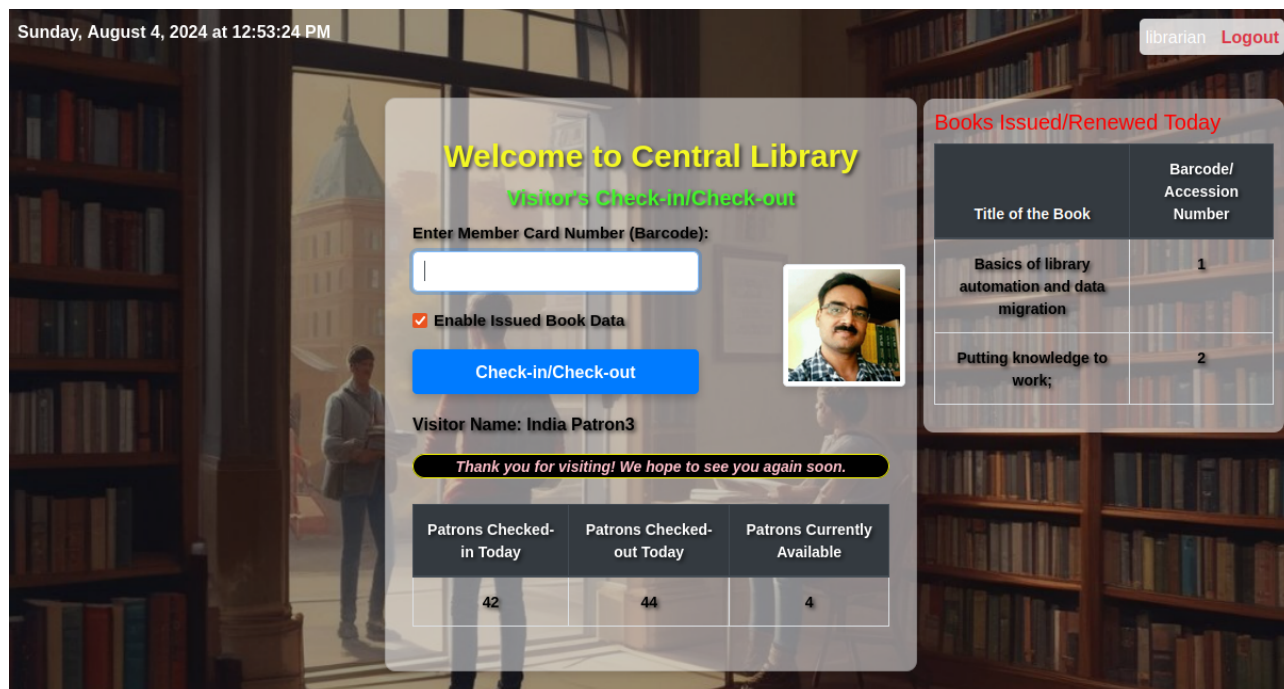 Sunday, August 4, 2024 at 12:53:24 PM
librarian Logout
Welcome to Central Library
Visitor's Check-in/Check-out
Enter Member Card Number (Barcode):
Enable Issued Book Data
Check-in/Check-out
Visitor Name: India Patron3
Thank you for visiting! We hope to see you again soon.
Patrons Checked-
in Today
Patrons Checked-
out Today
Patrons Currently
Available
42 44 4
Books Issued/Renewed Today
Title of the Book
Barcode/
Accession
Number
Basics of library
automation and data
migration
1
Putting knowledge to
work;
2